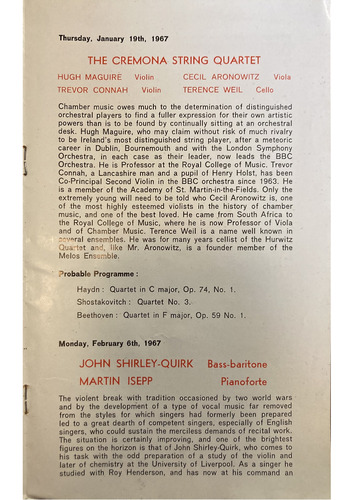 Thursday, January 19th, 1967
THE CREMONA STRING QUARTET
HUGH MAGUIRE Violin CECIL ARONOWITZ Viola
TREVOR CONNAH Violin TERENCE WEIL Cello
Chamber music owes much to the determination of distinguished
orchestral players to find a fuller expression for their own artistic
powers than is to be found by continually sitting at an orchestral
desk. Hugh Maguire, who may claim without risk of much rivalry
to be Ireland's most distinguished string player, after a meteoric
career in Dublin, Bournemouth and with the London Symphony
Orchestra, in each case as their leader, now leads the BBC
Orchestra. He is Professor at the Royal College of Music. Trevor
Connah, a Lancashire man and a pupil of Henry Holst, has been
Co-Principal Second Violin in the BBC orchestra since 1963. He
is a member of the Academy of St. Martin-in-the-Fields. Only the
extremely young will need to be told who Cecil Aronowitz is, one
of the most highly esteemed violists in the history of chamber
music, and one of the best loved. He came from South Africa to
the Royal College of Music, where he is now Professor of Viola
and of Chamber Music. Terence Weil is a name well known in
several ensembles. He was for many years cellist of the Hurwitz
Quartet and, like Mr. Aronowitz, is a founder member of the
Melos Ensemble.
Probable Programme :
Haydn : Quartet in C major, Op. 74, No. 1.
Shostakovitch : Quartet No. 3.
Beethoven : Quartet in F major, Op. 59 No. 1.
Monday, February 6th, 1967
JOHN SHIRLEY-QUIRK Bass-baritone
MARTIN ISEPP Pianoforte
The violent break with tradition occasioned by two world wars
and by the development of a type of vocal music far removed
from the styles for which singers had formerly been prepared
led to a great dearth of competent singers, especially of English
singers, who could sustain the merciless demands of recital work.
The situation is certainly improving, and one of the brightest
figures on the horizon is that of John Shirley-Quirk, who comes to
his task with the odd preparation of a study of the violin and
later of chemistry at the University of Liverpool. As a singer he
studied with Roy Henderson, and has now at his command an